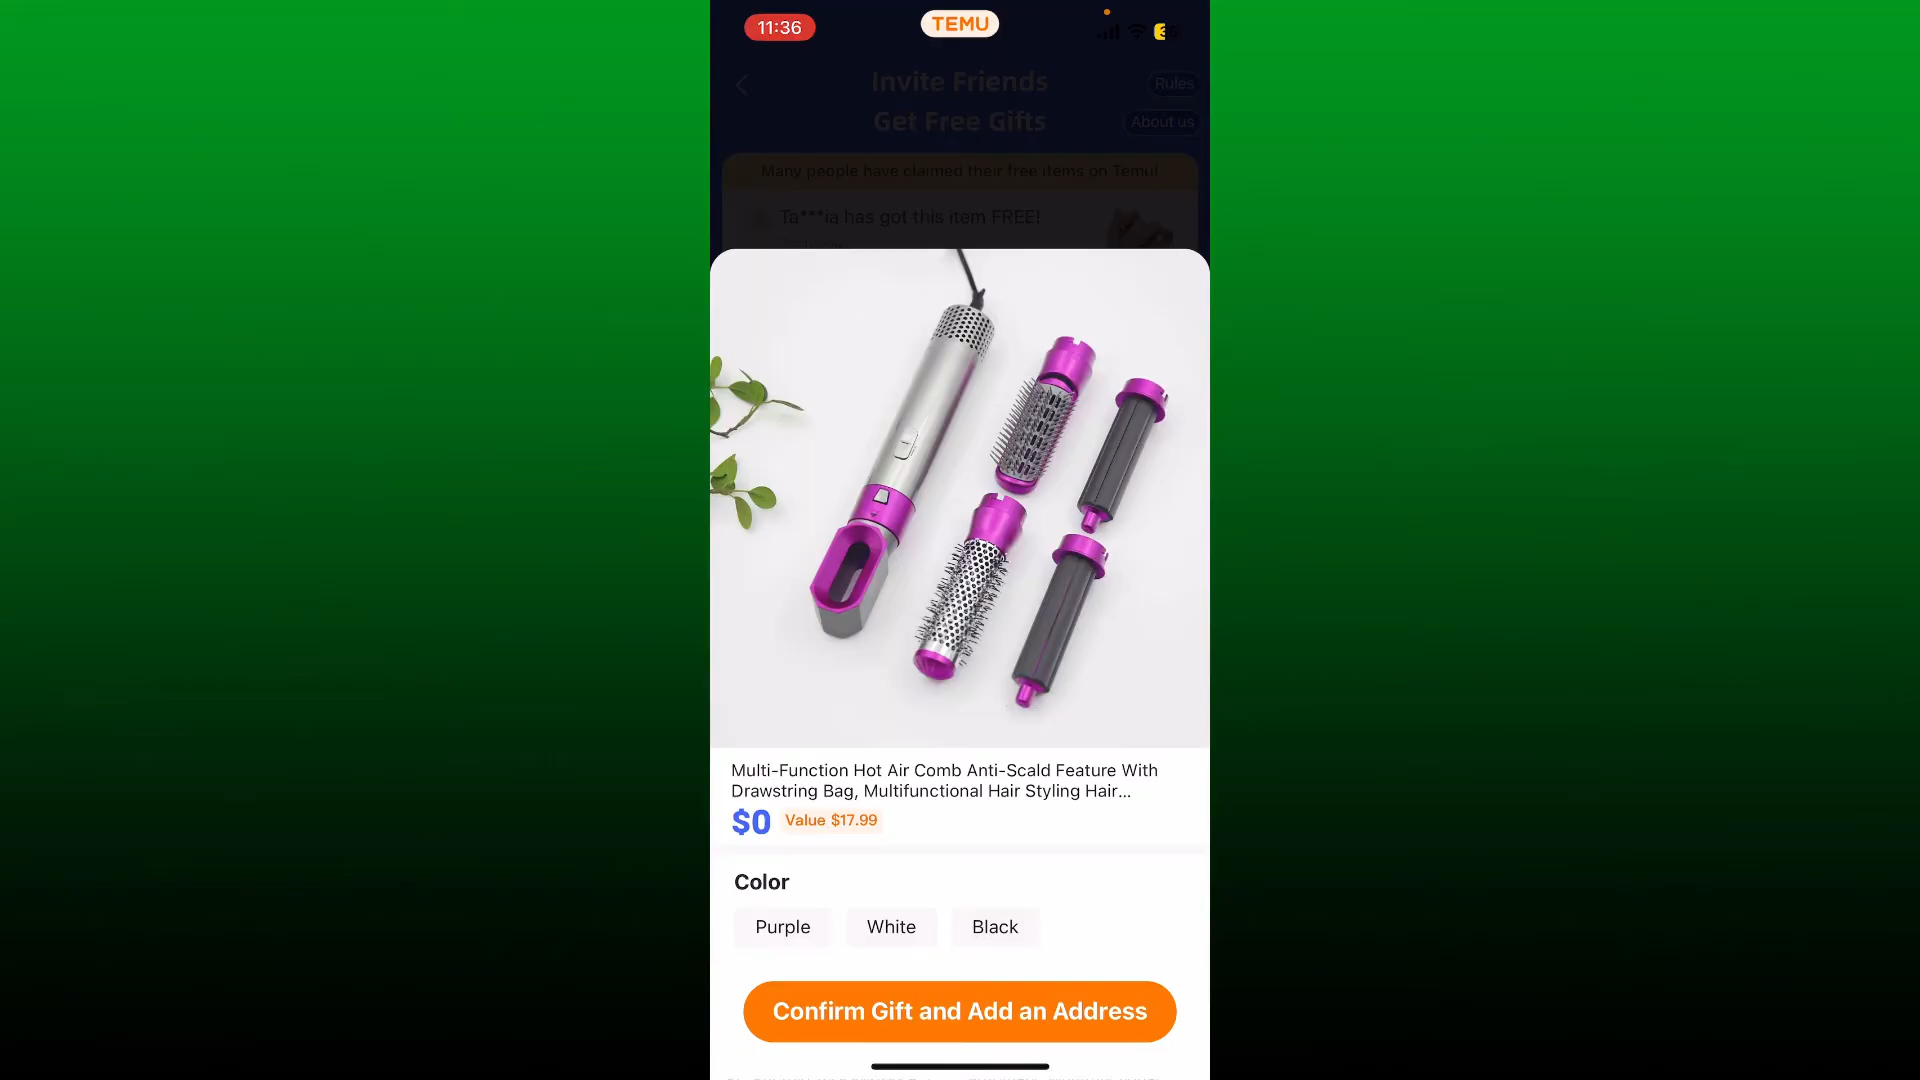 11:36
TEMU
Invite Friends
Rules
Get Free Gifts
About us
Many people have claimed their free items on Temu!
Ta***ia has got this item FREE!
Multi-Function Hot Air Comb Anti-Scald Feature With
Drawstring Bag, Multifunctional Hair Styling Hair...
$0 Value $17.99
Color
Purple
White
Black
Confirm Gift and Add an Address